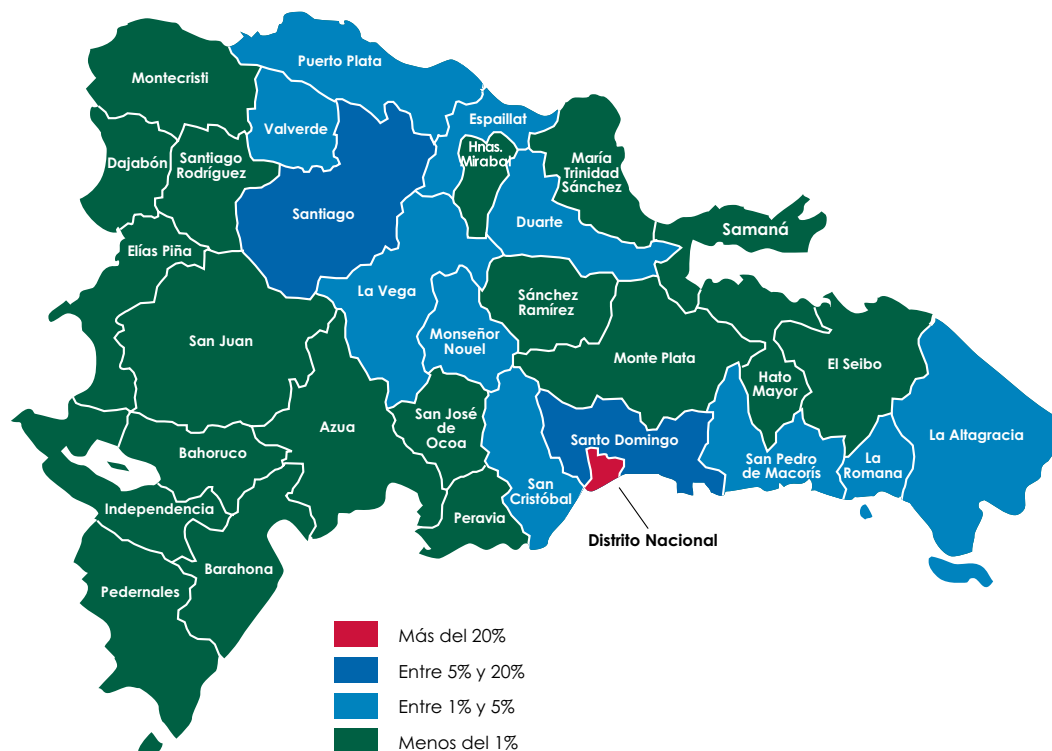 Puerto Plata
Montecristi
Espaillat
Valverde
Hnas.
Mirabal
Dajabón
Santiago
Rodríguez
María
Trinidad
Sánchez
Santiago
Duarte
Samaná
Elías Piña
La Vega
Sánchez
Ramírez
San Juan
Monseñor
Nouel
Monte Plata
El Seibo
Hato
Mayor
San José
de
Ocoa
Azua
Santo Domingo
La Altagracia
Bahoruco
San Pedro
de Macorís
La
Romana
San
Cristóbal
Independencia
Peravia
Distrito Nacional
Barahona
Pedernales
Más del 20%
Entre 5% y 20%
Entre 1% y 5%
Menos del 1%